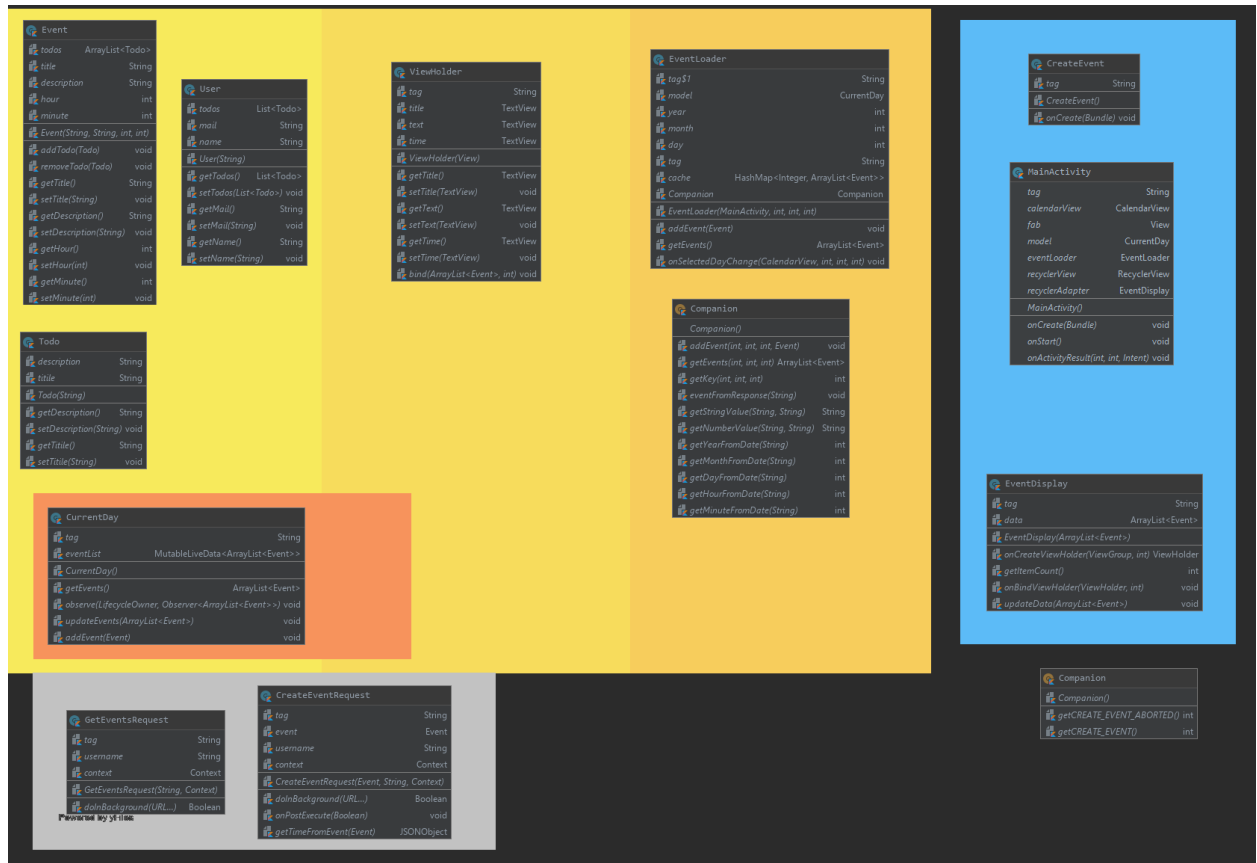 Event
todos ArrayList<Todo>
title String
description String
hour int
minute int
Event(String, String, int, int)
addTodo(Todo) void
removeTodo(Todo) void
getTitle() String
setTitle(String) void
getDescription() String
setDescription(String) void
getHour() int
setHour(int) void
getMinute() int
setMinute(int) void
User
todos List<Todo>
mail String
name String
User(String)
getTodos() List<Todo>
setTodos(List<Todo>) void
getMail() String
setMail(String) void
getName() String
setName(String) void
ViewHolder
tag String
title TextView
text TextView
time TextView
ViewHolder(View)
getTitle() TextView
setTitle(TextView) void
getText() TextView
setText(TextView) void
getTime() TextView
setTime(TextView) void
bind(ArrayList<Event>, int) void
EventLoader
tag$1 String
model CurrentDay
year int
month int
day int
tag String
cache HashMap<Integer, ArrayList<Event>>
Companion Companion
EventLoader(MainActivity, int, int, int)
addEvent(Event) void
getEvents() ArrayList<Event>
onSelectedDayChange(CalendarView, int, int, int) void
CreateEvent
tag String
CreateEvent()
onCreate(Bundle) void
MainActivity
tag String
calendarView CalendarView
fab View
model CurrentDay
eventLoader EventLoader
recyclerView RecyclerView
recyclerAdapter EventDisplay
MainActivity()
onCreate(Bundle) void
onStart() void
onActivityResult(int, int, Intent) void
Todo
description String
titile String
Todo(String)
getDescription() String
setDescription(String) void
getTitile() String
setTitile(String) void
Companion
Companion()
addEvent(int, int, int, Event) void
getEvents(int, int, int) ArrayList<Event>
getKey(int, int, int) int
eventFromResponse(String) void
getStringValue(String, String) String
getNumberValue(String, String) String
getYearFromDate(String) int
getMonthFromDate(String) int
getDayFromDate(String) int
getHourFromDate(String) int
getMinuteFromDate(String) int
EventDisplay
tag String
data ArrayList<Event>
EventDisplay(ArrayList<Event>)
onCreateViewHolder(ViewGroup, int) ViewHolder
getItemCount() int
onBindViewHolder(ViewHolder, int) void
updateData(ArrayList<Event>) void
CurrentDay
tag String
eventList MutableLiveData<ArrayList<Event>>
CurrentDay()
getEvents() ArrayList<Event>
observe(LifecycleOwner, Observer<ArrayList<Event>>) void
updateEvents(ArrayList<Event>) void
addEvent(Event) void
Companion
Companion()
getCREATE_EVENT_ABORTED() int
getCREATE_EVENT() int
GetEventsRequest
tag String
username String
context Context
GetEventsRequest(String, Context)
doInBackground(URL...) Boolean
Powered by yFiles
CreateEventRequest
tag String
event Event
username String
context Context
CreateEventRequest(Event, String, Context)
doInBackground(URL...) Boolean
onPostExecute(Boolean) void
getTimeFromEvent(Event) JSONObject